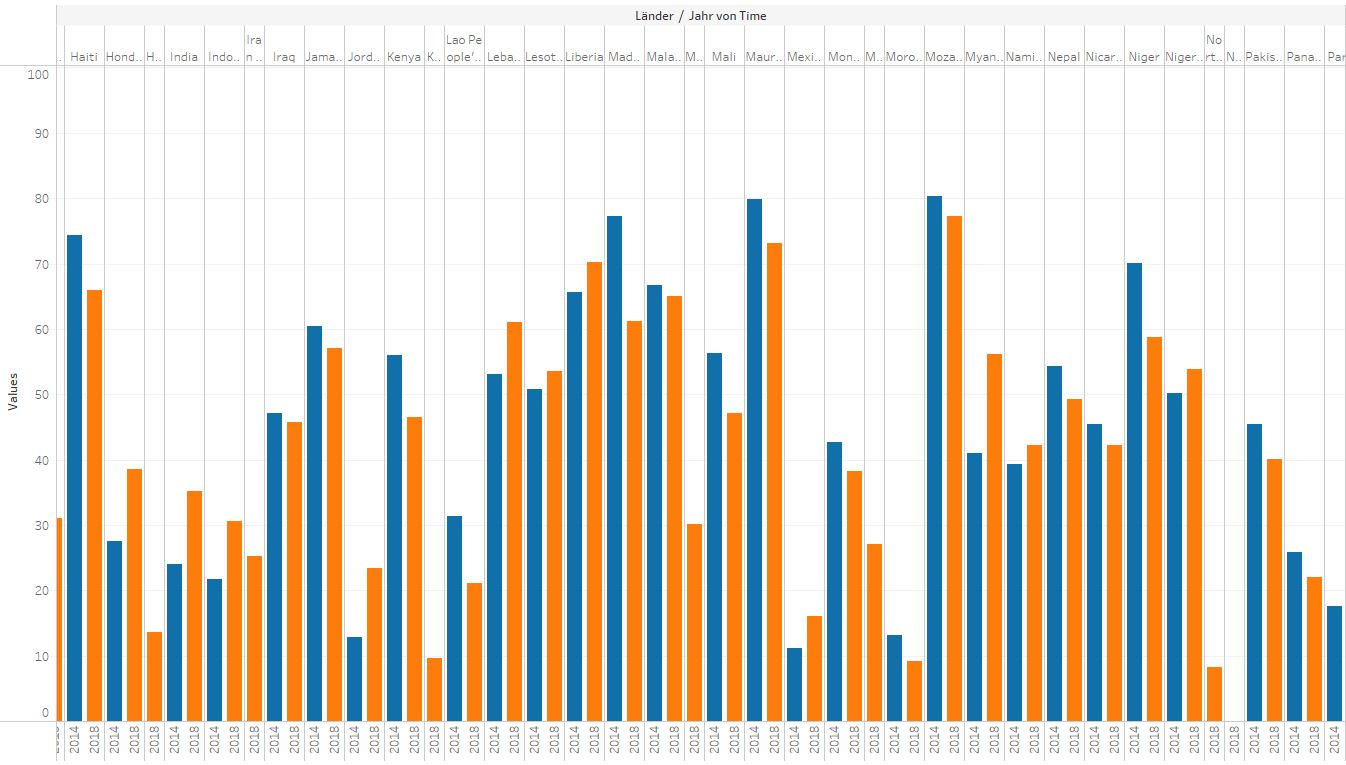 Länder / Jahr von Time
.. Haiti Hond.. H.. India Indo.. Ira n .. Iraq Jama.. Jord.. Kenya K.. Lao Pe ople'.. Leba.. Lesot.. Liberia Mad.. Mala.. M.. Mali Maur.. Mexi.. Mon.. M.. Moro.. Moza.. Myan.. Nami.. Nepal Nicar.. Niger Niger.. No rt.. N.. Pakis.. Pana.. Par
100
90
80
70
60
50
40
30
20
10
0
Values
2014 2018 2014 2018 2018 2014 2018 2014 2018 2018 2014 2018 2014 2018 2014 2018 2014 2018 2018 2014 2018 2014 2018 2014 2018 2014 2018 2014 2018 2014 2018 2018 2014 2018 2014 2018 2014 2018 2014 2018 2018 2014 2018 2014 2018 2014 2018 2014 2018 2014 2018 2014 2018 2014 2018 2014 2018 2018 2018 2014 2018 2014 2018 2014